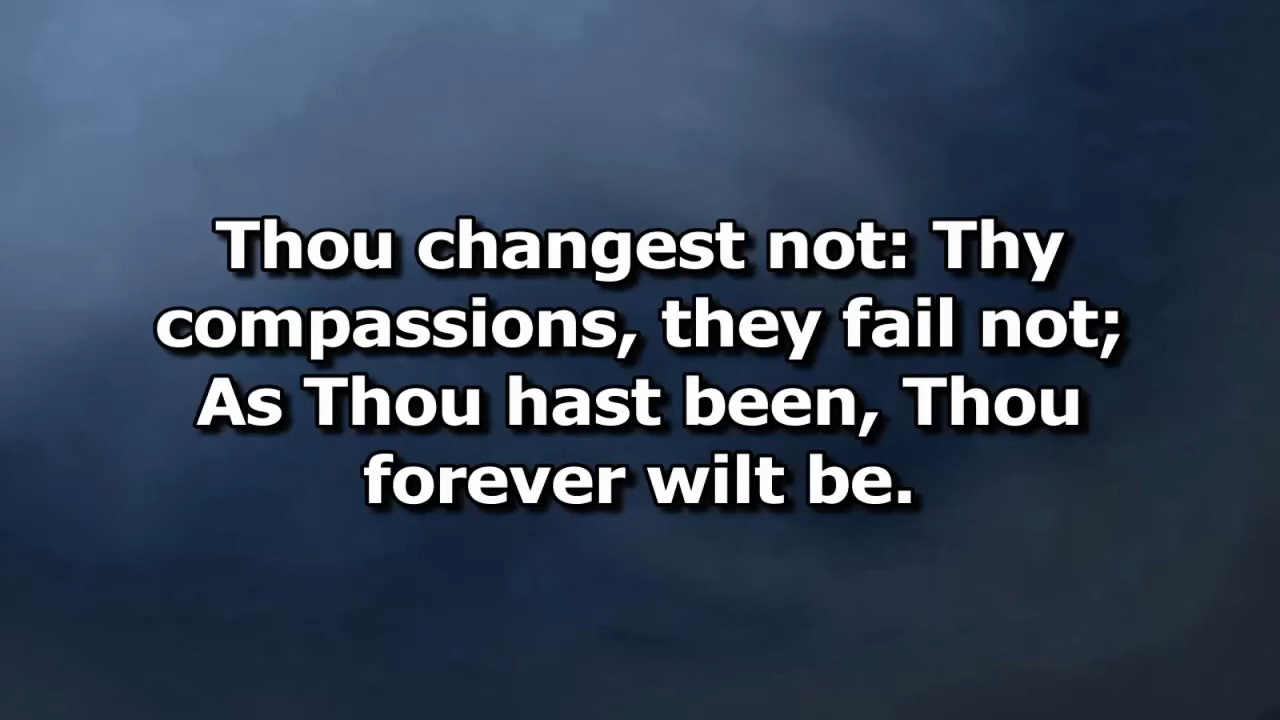 Thou changest not: Thy
compassions, they fail not;
As Thou hast been, Thou
forever wilt be.